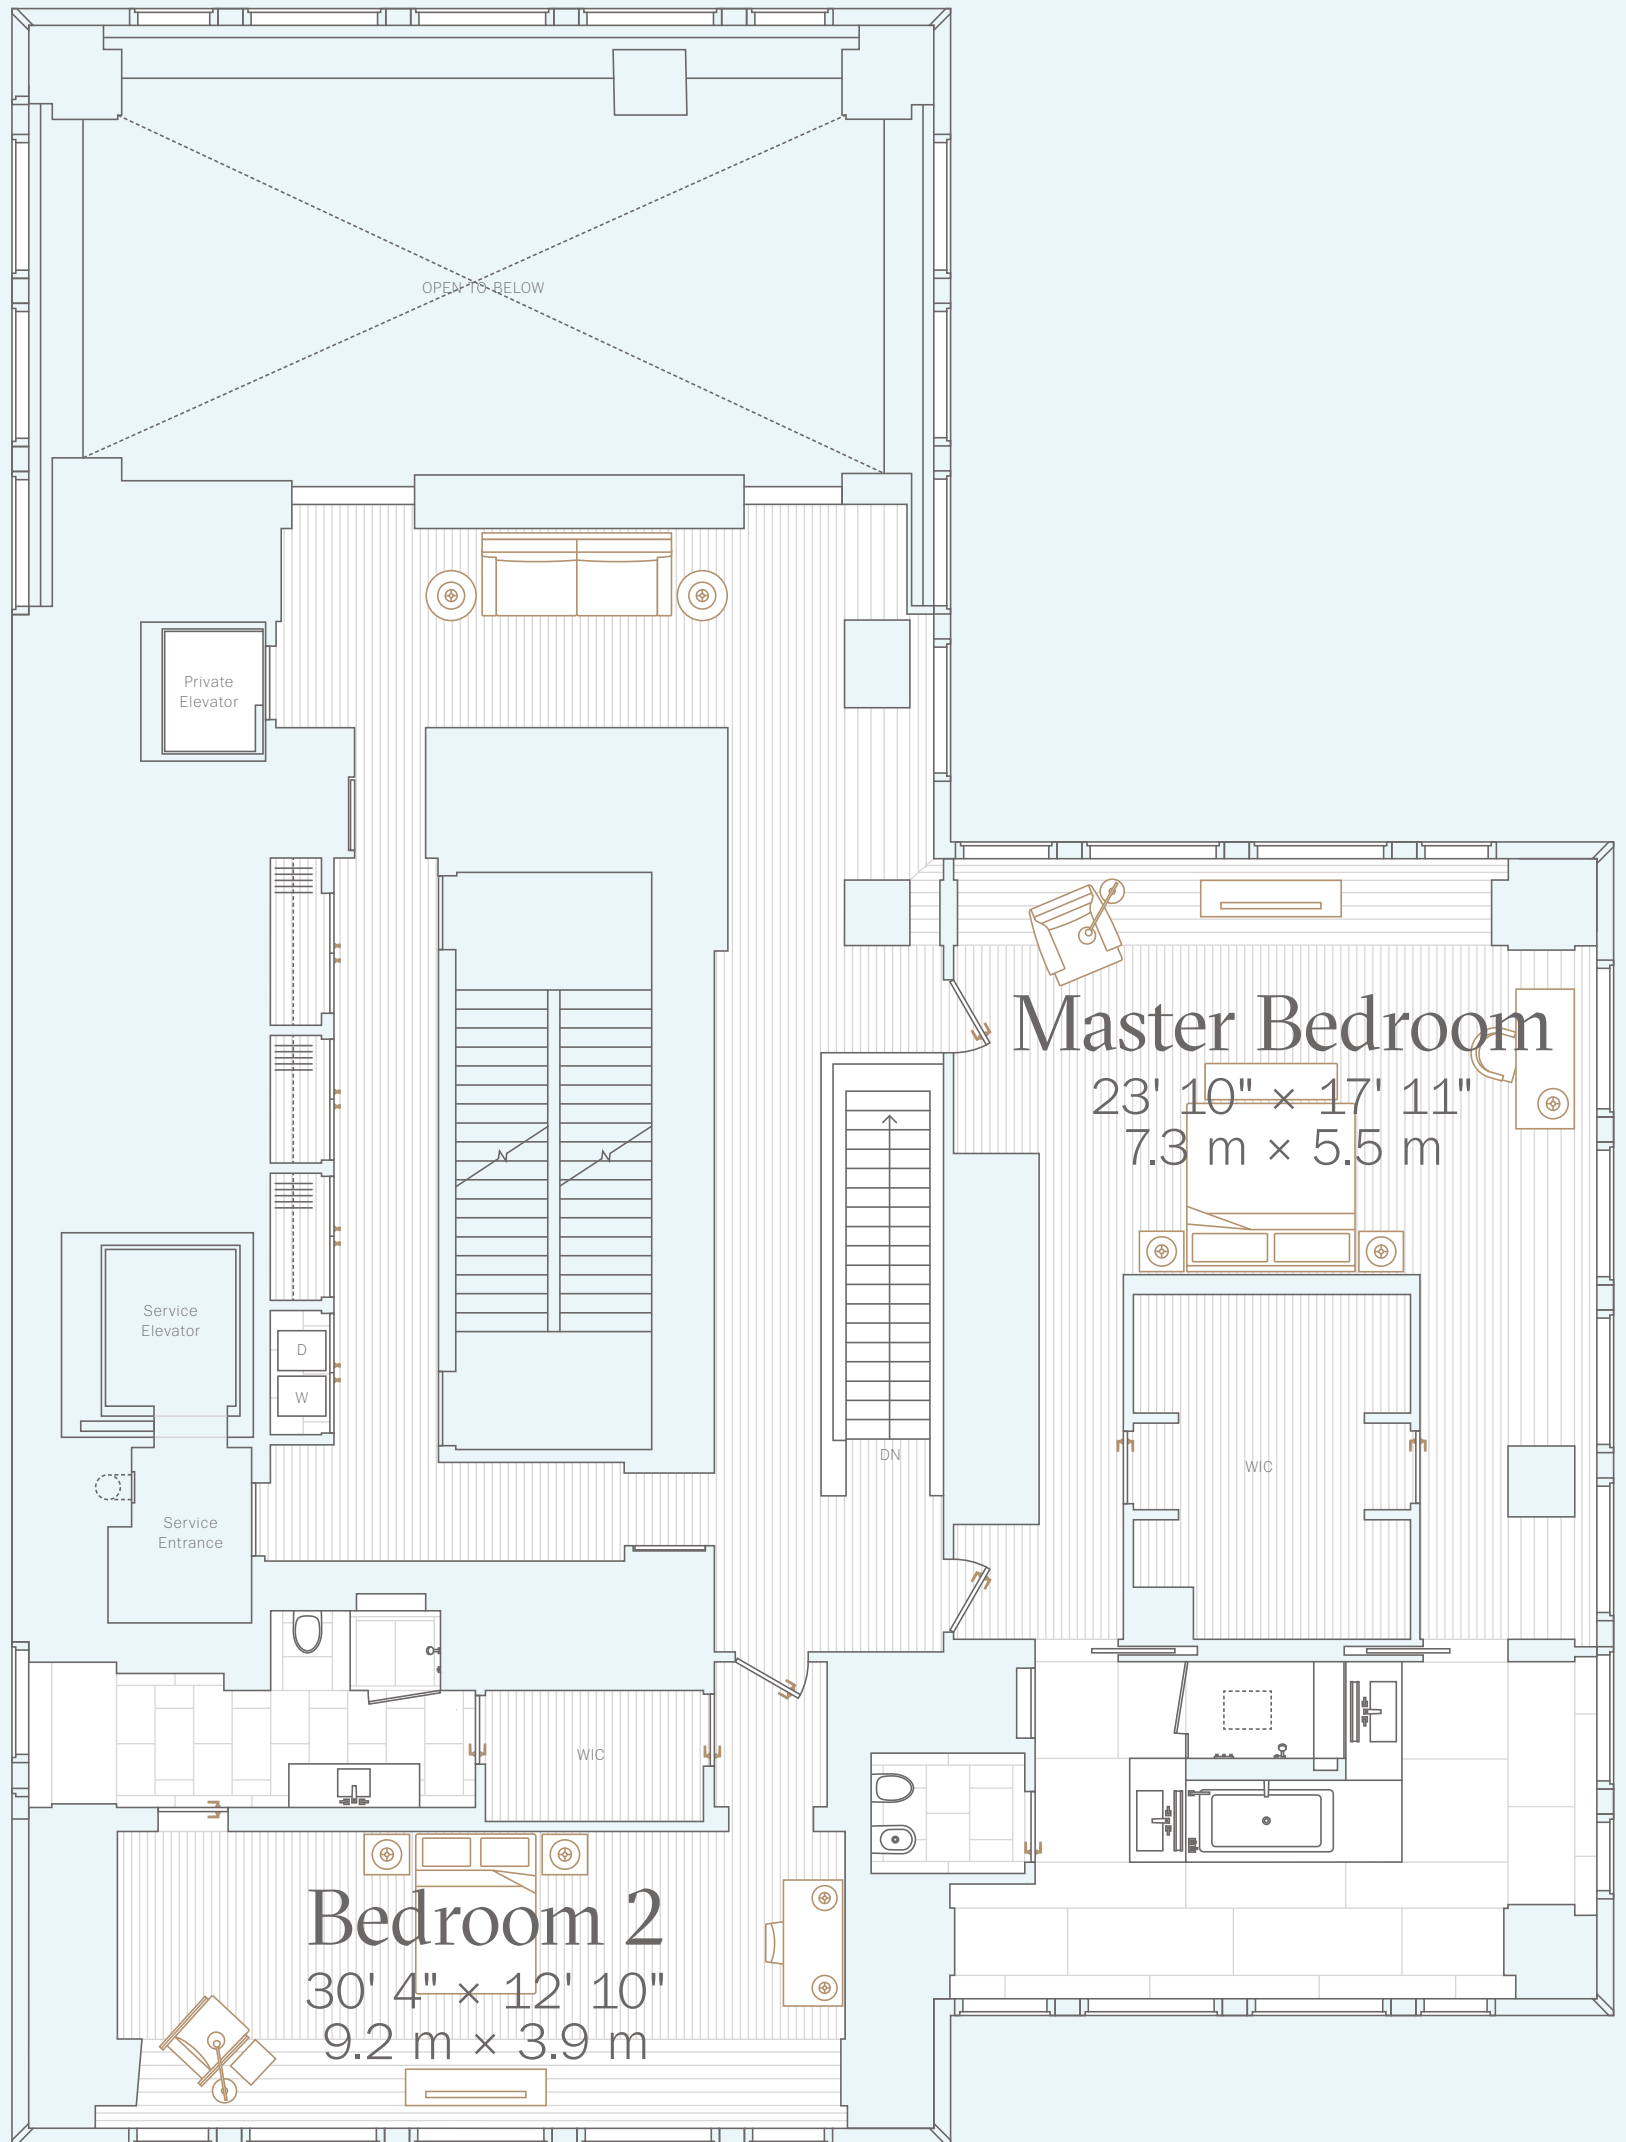 OPEN TO BELOW
Private
Elevator
Master Bedroom
23' 10" × 17' 11"
7.3 m × 5.5 m
Service
Elevator
D
W
DN
WIC
Service
Entrance
WIC
Bedroom 2
30' 4" × 12' 10"
9.2 m × 3.9 m